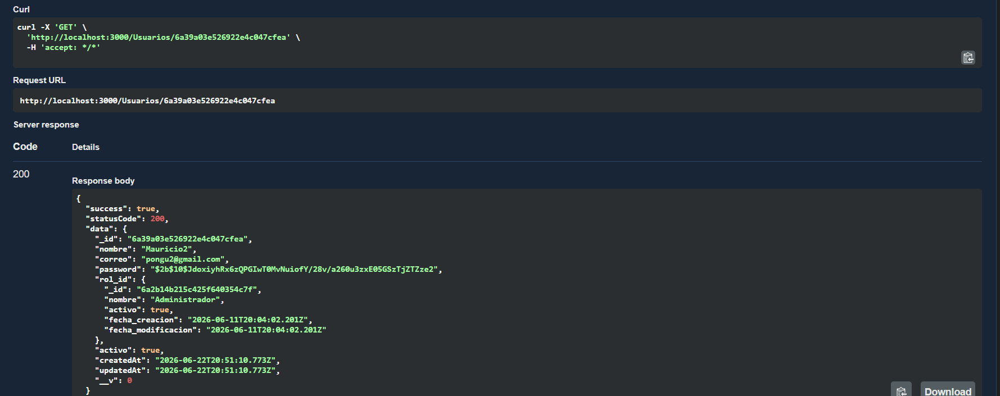 Curl
curl -X 'GET' \
  'http://localhost:3000/Usuarios/6a39a03e526922e4c047cfea' \
  -H 'accept: */*'
Request URL
http://localhost:3000/Usuarios/6a39a03e526922e4c047cfea
Server response
Code Details
200
Response body
{
  "success": true,
  "statusCode": 200,
  "data": {
    "_id": "6a39a03e526922e4c047cfea",
    "nombre": "Mauricio2",
    "correo": "pongu2@gmail.com",
    "password": "$2b$10$JdoxiyhRx6zQPGIwT0MvNuiofY/28v/a260u3zxE05GSzTjZTZze2",
    "rol_id": {
      "_id": "6a2b14b215c425f640354c7f",
      "nombre": "Administrador",
      "activo": true,
      "fecha_creacion": "2026-06-11T20:04:02.201Z",
      "fecha_modificacion": "2026-06-11T20:04:02.201Z"
    },
    "activo": true,
    "createdAt": "2026-06-22T20:51:10.773Z",
    "updatedAt": "2026-06-22T20:51:10.773Z",
    "__v": 0
  }
Download